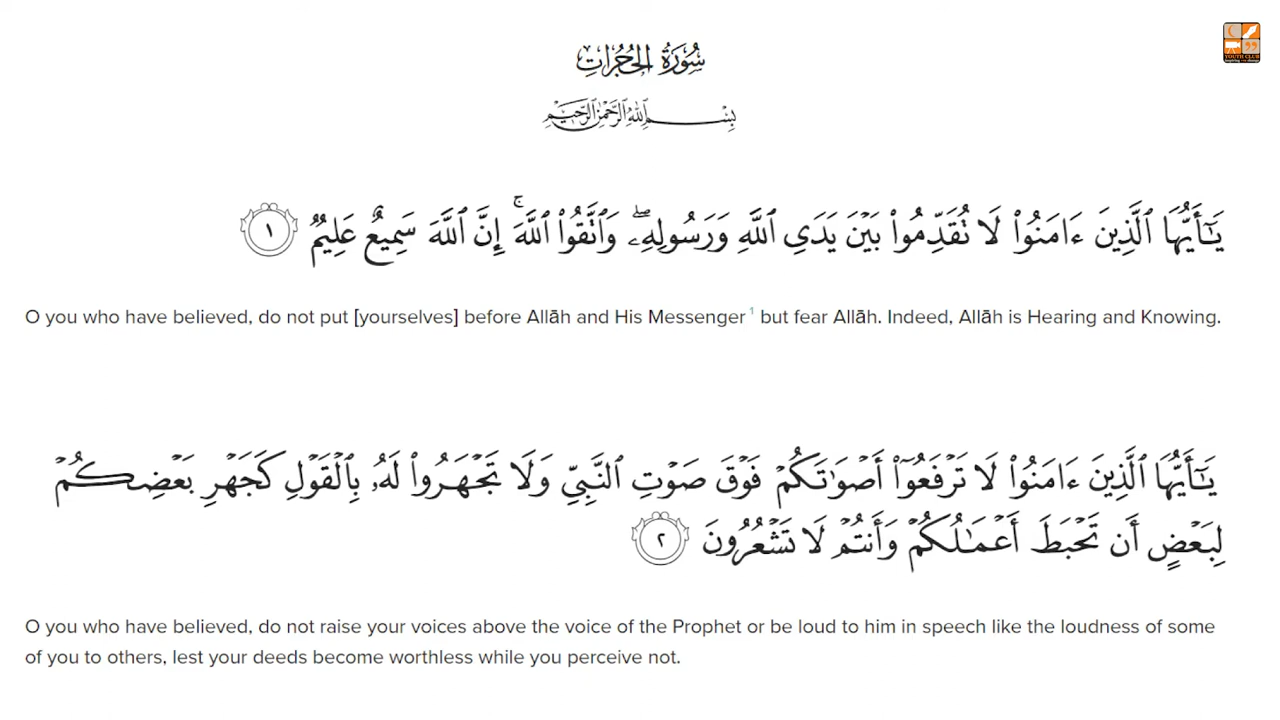 سُورَةُ الحُجُرَاتِ
بِسْمِ اللَّهِ الرَّحْمَٰنِ الرَّحِيمِ
يَـٰٓأَيُّهَا ٱلَّذِينَ ءَامَنُوا۟ لَا تُقَدِّمُوا۟ بَيْنَ يَدَىِ ٱللَّهِ وَرَسُولِهِۦ ۖ وَٱتَّقُوا۟ ٱللَّهَ ۚ إِنَّ ٱللَّهَ سَمِيعٌ عَلِيمٌ ١
O you who have believed, do not put [yourselves] before Allāh and His Messenger1 but fear Allāh. Indeed, Allāh is Hearing and Knowing.
يَـٰٓأَيُّهَا ٱلَّذِينَ ءَامَنُوا۟ لَا تَرْفَعُوٓا۟ أَصْوَٰتَكُمْ فَوْقَ صَوْتِ ٱلنَّبِىِّ وَلَا تَجْهَرُوا۟ لَهُۥ بِٱلْقَوْلِ كَجَهْرِ بَعْضِكُمْ
لِبَعْضٍ أَن تَحْبَطَ أَعْمَـٰلُكُمْ وَأَنتُمْ لَا تَشْعُرُونَ ٢
O you who have believed, do not raise your voices above the voice of the Prophet or be loud to him in speech like the loudness of some
of you to others, lest your deeds become worthless while you perceive not.
YOUTH CLUB